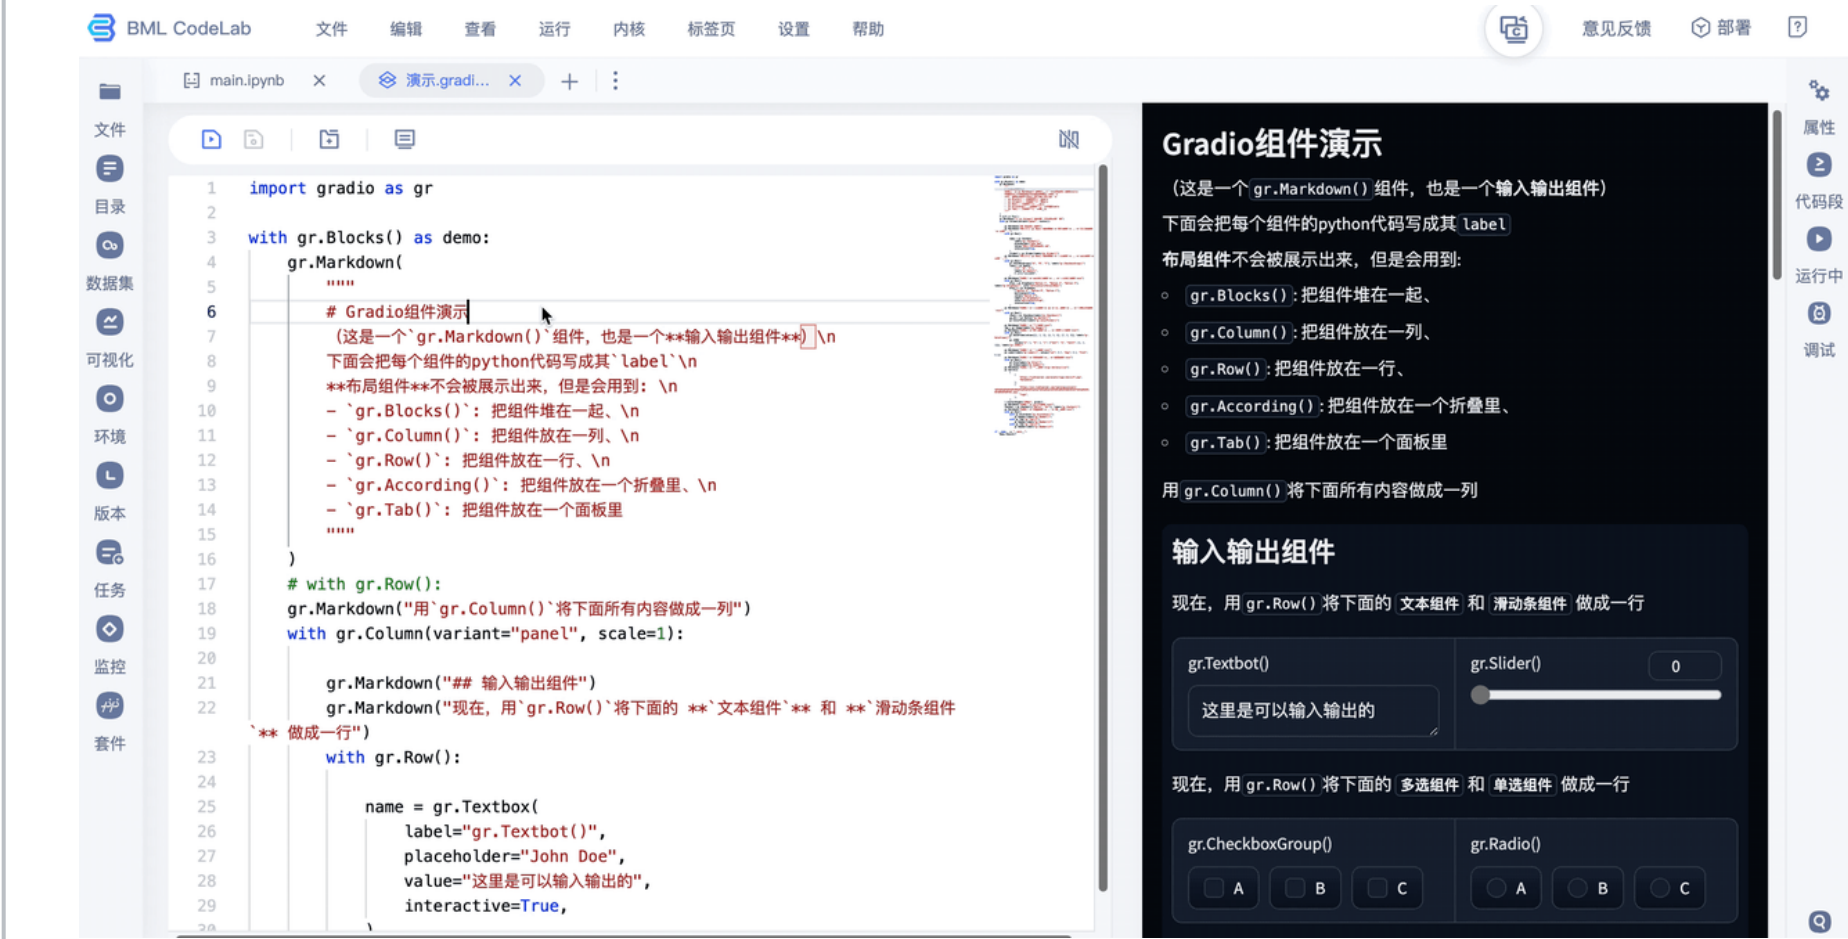 BML CodeLab 文件 编辑 查看 运行 内核 标签页 设置 帮助 意见反馈 部署
main.ipynb 演示.gradi...
文件
目录
数据集
可视化
环境
版本
任务
监控
套件
1 import gradio as gr
2
3 with gr.Blocks() as demo:
4 gr.Markdown(
5 """
6 # Gradio组件演示
7 （这是一个`gr.Markdown()`组件，也是一个**输入输出组件**）\n
8 下面会把每个组件的python代码写成其`label`\n
9 **布局组件**不会被展示出来，但是会用到: \n
10 - `gr.Blocks()`: 把组件堆在一起、\n
11 - `gr.Column()`: 把组件放在一列、\n
12 - `gr.Row()`: 把组件放在一行、\n
13 - `gr.According()`: 把组件放在一个折叠里、\n
14 - `gr.Tab()`: 把组件放在一个面板里
15 """
16 )
17 # with gr.Row():
18 gr.Markdown("用`gr.Column()`将下面所有内容做成一列")
19 with gr.Column(variant="panel", scale=1):
20
21 gr.Markdown("## 输入输出组件")
22 gr.Markdown("现在，用`gr.Row()`将下面的 **`文本组件`** 和 **`滑动条组件
`** 做成一行")
23 with gr.Row():
24
25 name = gr.Textbox(
26 label="gr.Textbot()",
27 placeholder="John Doe",
28 value="这里是可以输入输出的",
29 interactive=True,
30 )
Gradio组件演示
（这是一个gr.Markdown()组件，也是一个输入输出组件）
下面会把每个组件的python代码写成其label
布局组件不会被展示出来，但是会用到:
gr.Blocks(): 把组件堆在一起、
gr.Column(): 把组件放在一列、
gr.Row(): 把组件放在一行、
gr.According(): 把组件放在一个折叠里、
gr.Tab(): 把组件放在一个面板里
用gr.Column()将下面所有内容做成一列
输入输出组件
现在，用gr.Row()将下面的 文本组件 和 滑动条组件 做成一行
gr.Textbot()
这里是可以输入输出的
gr.Slider() 0
现在，用gr.Row()将下面的 多选组件 和 单选组件 做成一行
gr.CheckboxGroup()
A B C
gr.Radio()
A B C
属性
代码段
运行中
调试